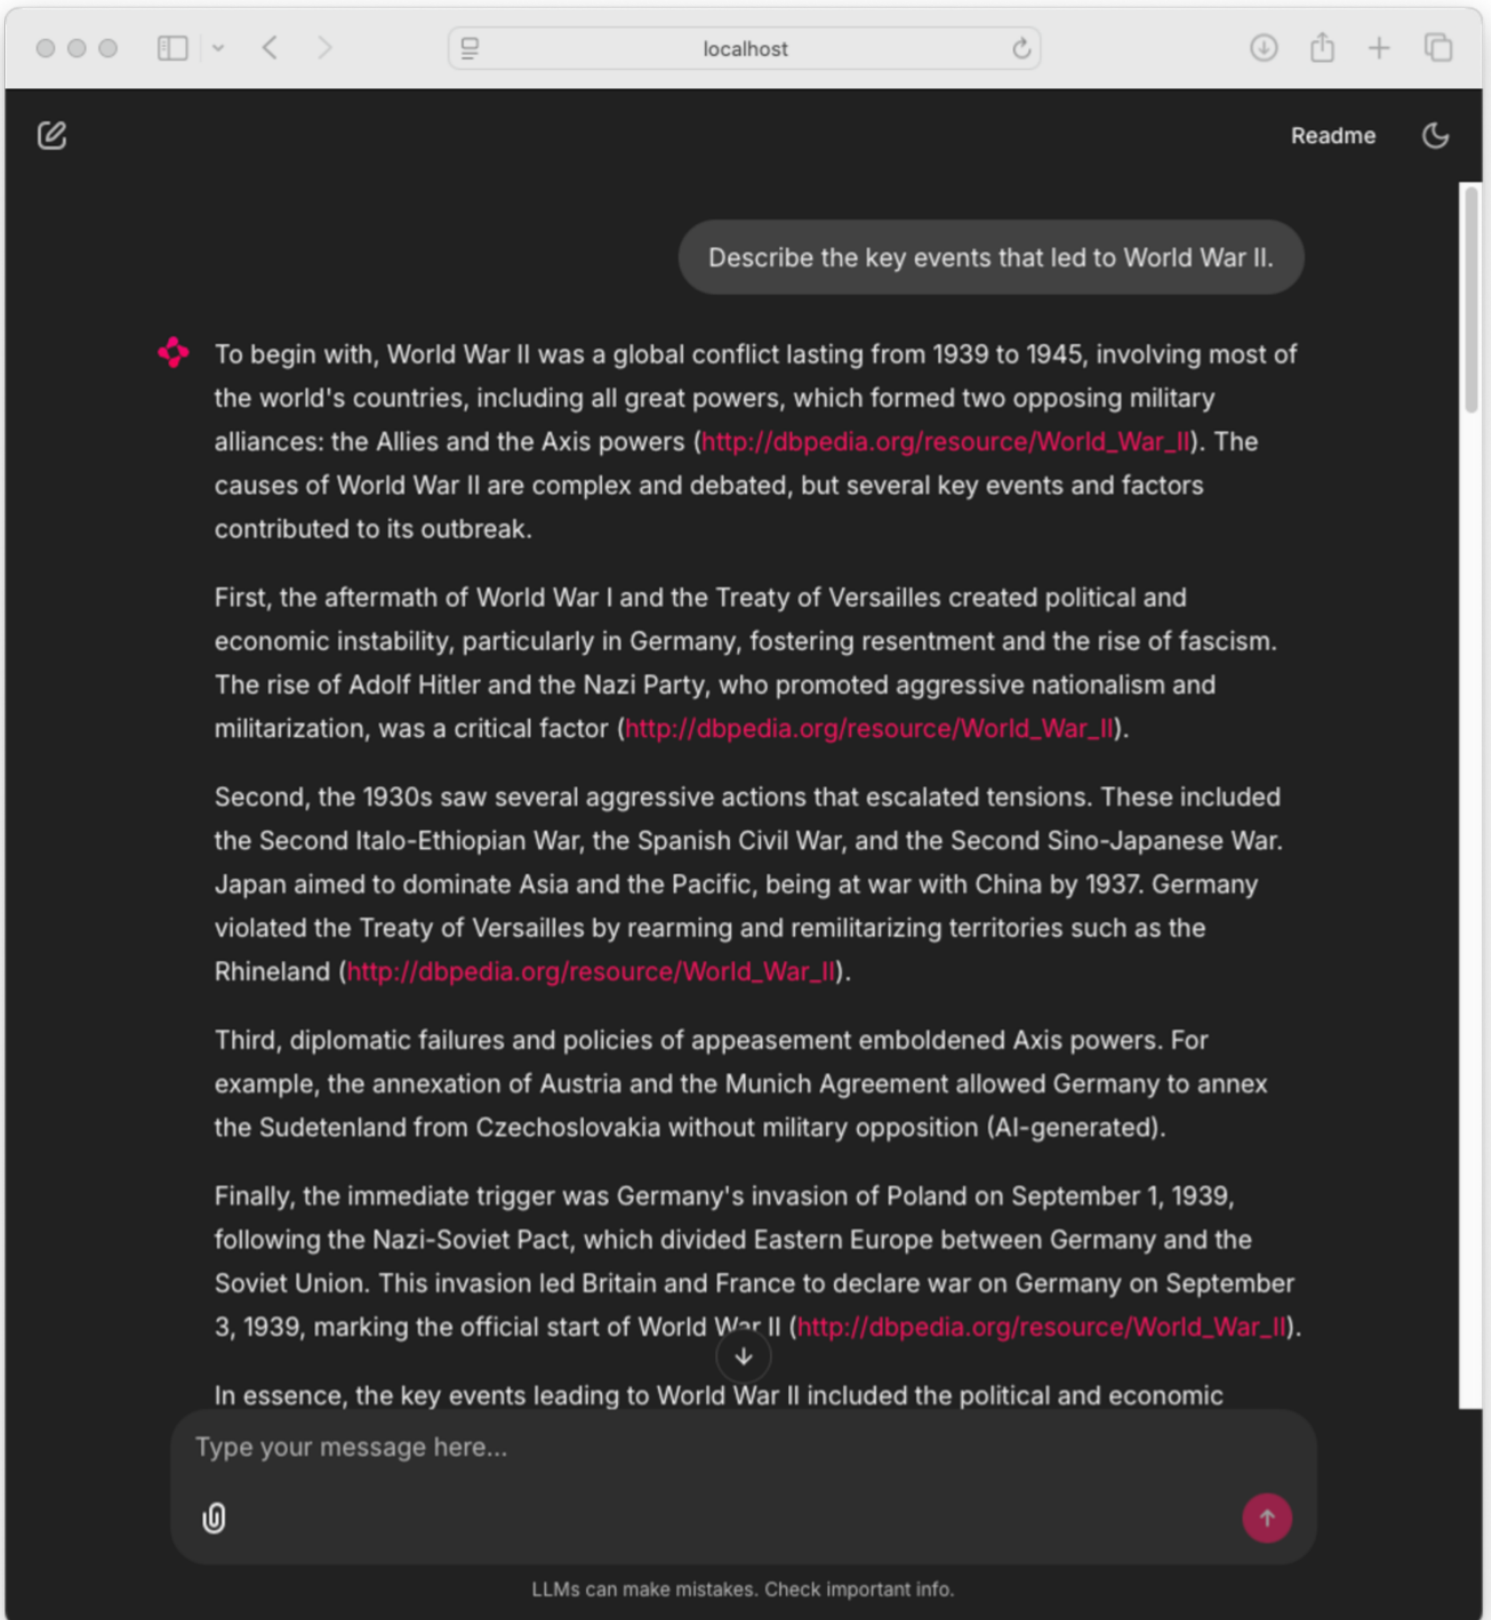 localhost
Readme
Describe the key events that led to World War II.
To begin with, World War II was a global conflict lasting from 1939 to 1945, involving most of
the world's countries, including all great powers, which formed two opposing military
alliances: the Allies and the Axis powers (http://dbpedia.org/resource/World_War_II). The
causes of World War II are complex and debated, but several key events and factors
contributed to its outbreak.
First, the aftermath of World War I and the Treaty of Versailles created political and
economic instability, particularly in Germany, fostering resentment and the rise of fascism.
The rise of Adolf Hitler and the Nazi Party, who promoted aggressive nationalism and
militarization, was a critical factor (http://dbpedia.org/resource/World_War_II).
Second, the 1930s saw several aggressive actions that escalated tensions. These included
the Second Italo-Ethiopian War, the Spanish Civil War, and the Second Sino-Japanese War.
Japan aimed to dominate Asia and the Pacific, being at war with China by 1937. Germany
violated the Treaty of Versailles by rearming and remilitarizing territories such as the
Rhineland (http://dbpedia.org/resource/World_War_II).
Third, diplomatic failures and policies of appeasement emboldened Axis powers. For
example, the annexation of Austria and the Munich Agreement allowed Germany to annex
the Sudetenland from Czechoslovakia without military opposition (AI-generated).
Finally, the immediate trigger was Germany's invasion of Poland on September 1, 1939,
following the Nazi-Soviet Pact, which divided Eastern Europe between Germany and the
Soviet Union. This invasion led Britain and France to declare war on Germany on September
3, 1939, marking the official start of World War II (http://dbpedia.org/resource/World_War_II).
In essence, the key events leading to World War II included the political and economic
Type your message here...
LLMs can make mistakes. Check important info.